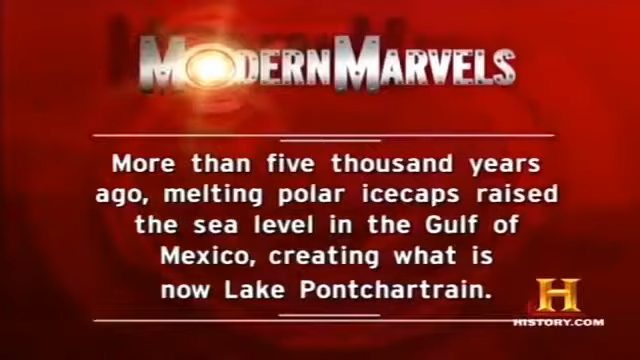 MODERN MARVELS
More than five thousand years
ago, melting polar icecaps raised
the sea level in the Gulf of
Mexico, creating what is
now Lake Pontchartrain.
H
HISTORY.COM